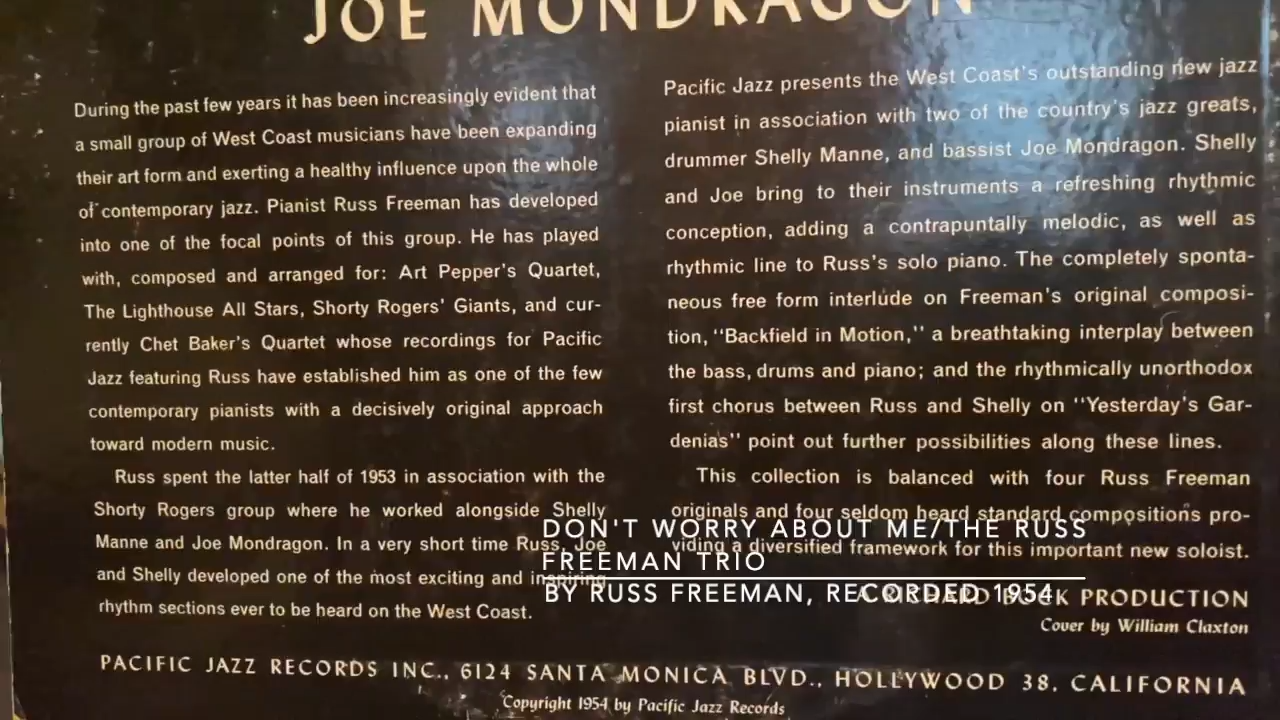 JOE MONDRAGON
During the past few years it has been increasingly evident that
a small group of West Coast musicians have been expanding
their art form and exerting a healthy influence upon the whole
of contemporary jazz. Pianist Russ Freeman has developed
into one of the focal points of this group. He has played
with, composed and arranged for: Art Pepper's Quartet,
The Lighthouse All Stars, Shorty Rogers' Giants, and cur-
rently Chet Baker's Quartet whose recordings for Pacific
Jazz featuring Russ have established him as one of the few
contemporary pianists with a decisively original approach
toward modern music.
Russ spent the latter half of 1953 in association with the
Shorty Rogers group where he worked alongside Shelly
Manne and Joe Mondragon. In a very short time Russ, Joe
and Shelly developed one of the most exciting and inspiring
rhythm sections ever to be heard on the West Coast.
Pacific Jazz presents the West Coast's outstanding new jazz
pianist in association with two of the country's jazz greats,
drummer Shelly Manne, and bassist Joe Mondragon. Shelly
and Joe bring to their instruments a refreshing rhythmic
conception, adding a contrapuntally melodic, as well as
rhythmic line to Russ's solo piano. The completely sponta-
neous free form interlude on Freeman's original composi-
tion, "Backfield in Motion," a breathtaking interplay between
the bass, drums and piano; and the rhythmically unorthodox
first chorus between Russ and Shelly on "Yesterday's Gar-
denias" point out further possibilities along these lines.
This collection is balanced with four Russ Freeman
originals and four seldom heard standard compositions pro-
viding a diversified framework for this important new soloist.
A RICHARD BOCK PRODUCTION
Cover by William Claxton
PACIFIC JAZZ RECORDS INC., 6124 SANTA MONICA BLVD., HOLLYWOOD 38, CALIFORNIA
Copyright 1954 by Pacific Jazz Records
DON'T WORRY ABOUT ME/THE RUSS
FREEMAN TRIO
BY RUSS FREEMAN, RECORDED 1954